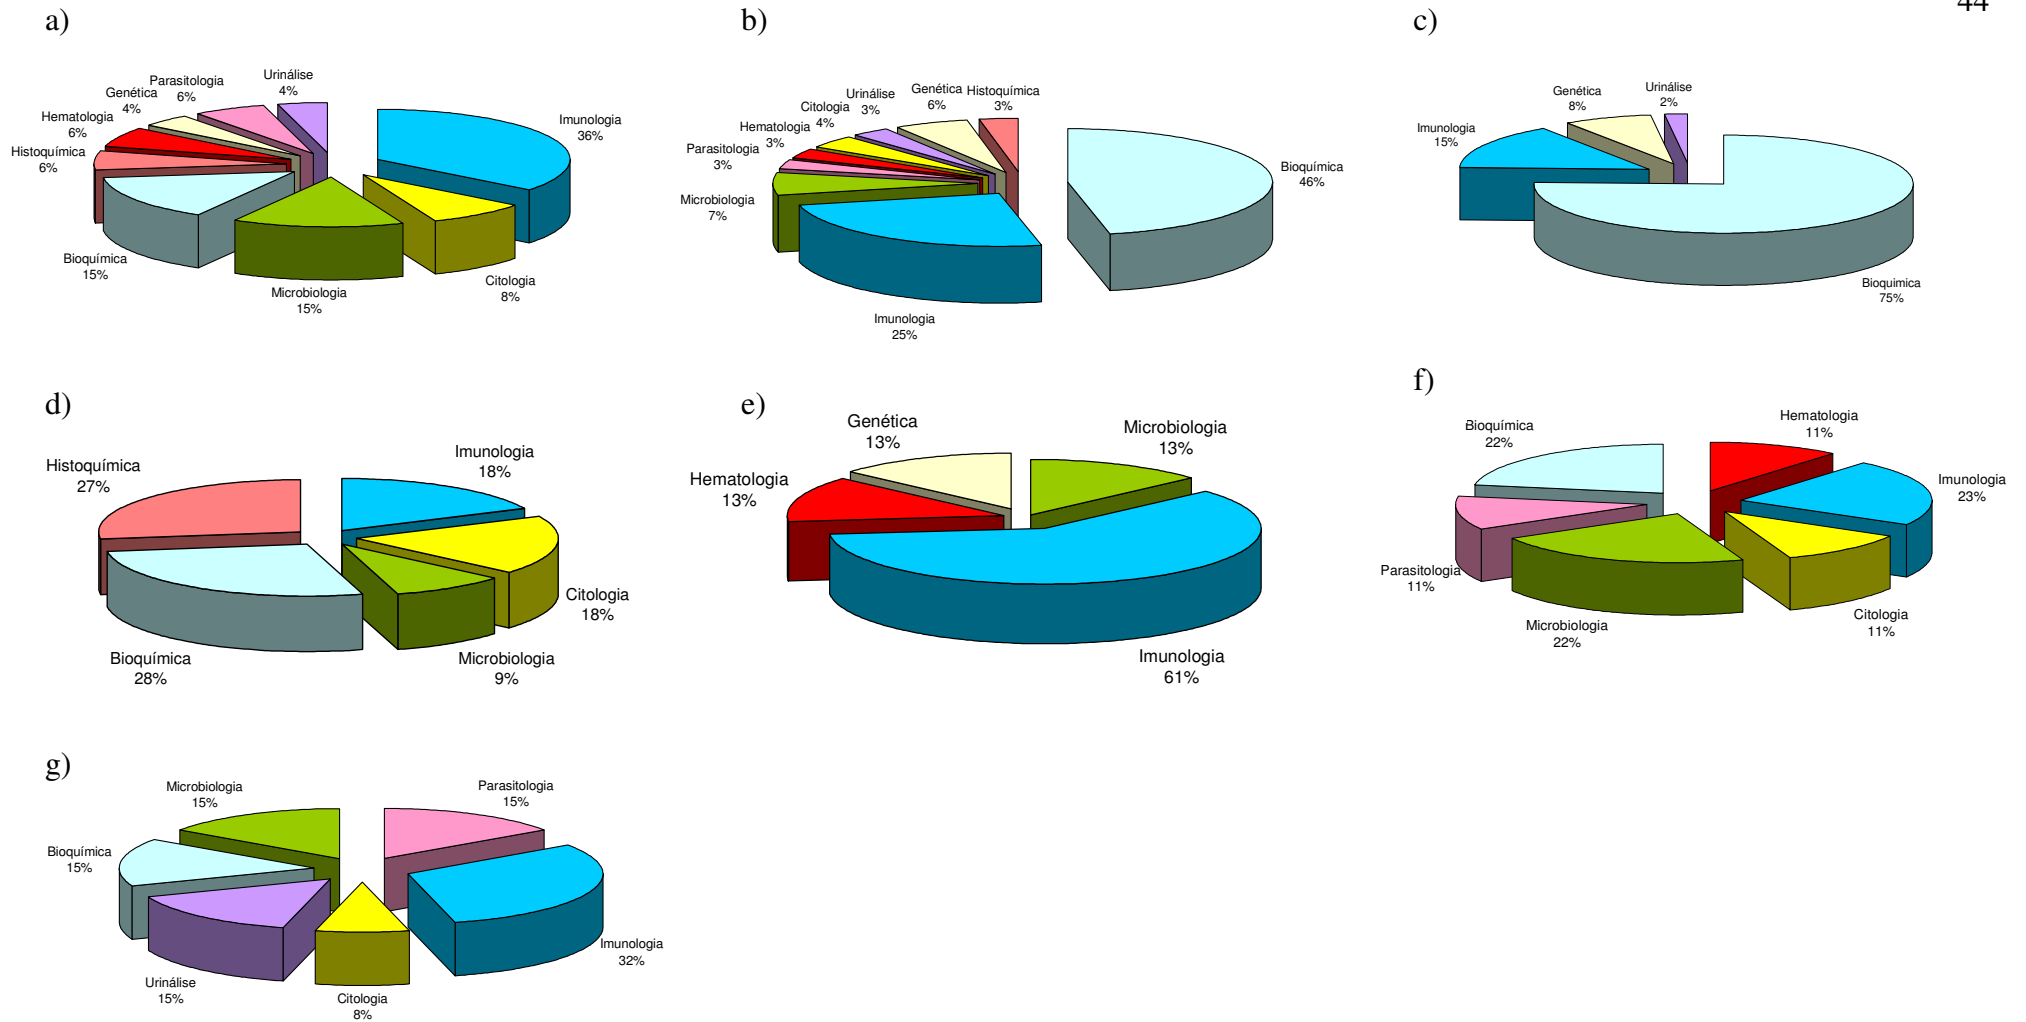 44
a)
Urinálise
4%
Parasitologia
6%
Genética
4%
Hematologia
6%
Histoquímica
6%
Imunologia
36%
Bioquímica
15%
Microbiologia
15%
Citologia
8%
b)
Genética
6%
Histoquímica
3%
Urinálise
3%
Citologia
4%
Hematologia
3%
Parasitologia
3%
Microbiologia
7%
Bioquímica
46%
Imunologia
25%
c)
Urinálise
2%
Genética
8%
Imunologia
15%
Bioquimica
75%
d)
Imunologia
18%
Histoquímica
27%
Citologia
18%
Bioquímica
28%
Microbiologia
9%
e)
Genética
13%
Microbiologia
13%
Hematologia
13%
Imunologia
61%
f)
Hematologia
11%
Bioquímica
22%
Imunologia
23%
Parasitologia
11%
Microbiologia
22%
Citologia
11%
g)
Microbiologia
15%
Parasitologia
15%
Bioquímica
15%
Imunologia
32%
Urinálise
15%
Citologia
8%